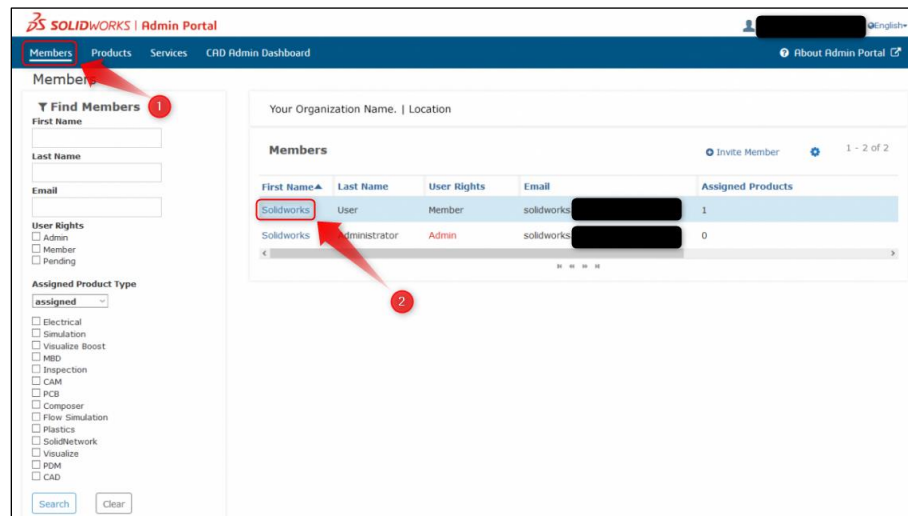 SOLIDWORKS | Admin Portal
English
Members Products Services CAD Admin Dashboard About Admin Portal
Members
Find Members
First Name
Last Name
Email
User Rights
Admin
Member
Pending
Assigned Product Type
assigned
Electrical
Simulation
Visualize Boost
MBD
Inspection
CAM
PCB
Composer
Flow Simulation
Plastics
SolidNetwork
Visualize
PDM
CAD
Search Clear
1
Your Organization Name. | Location
Members Invite Member 1 - 2 of 2
First Name Last Name User Rights Email Assigned Products
Solidworks User Member solidworks 1
Solidworks Administrator Admin solidworks 0
2